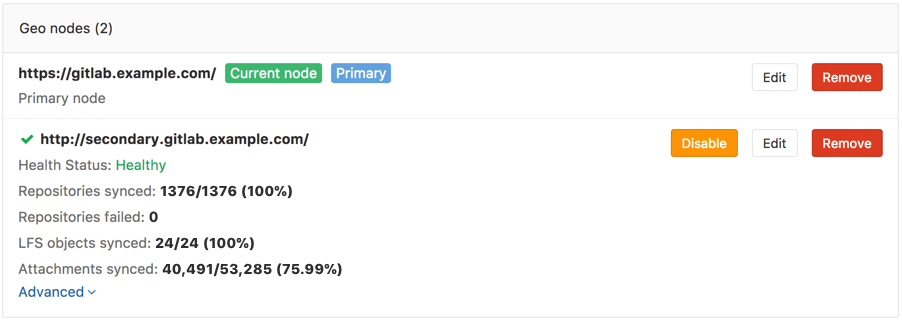 Geo nodes (2)
https://gitlab.example.com/ Current node Primary Edit Remove
Primary node
http://secondary.gitlab.example.com/ Disable Edit Remove
Health Status: Healthy
Repositories synced: 1376/1376 (100%)
Repositories failed: 0
LFS objects synced: 24/24 (100%)
Attachments synced: 40,491/53,285 (75.99%)
Advanced